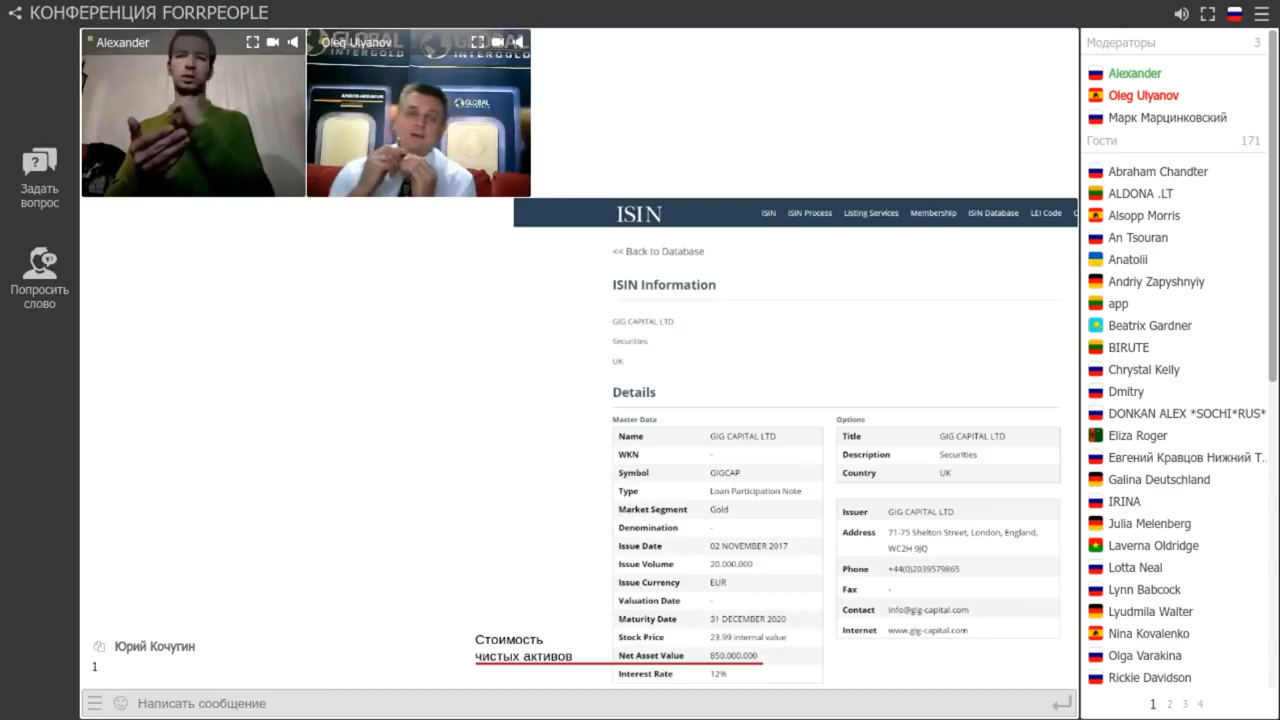 КОНФЕРЕНЦИЯ FORRPEOPLE
Alexander
Oleg Ulyanov
GLOBAL
INTERGOLD
GLOBAL
INTERGOLD
GLOBAL
Задать
вопрос
Попросить
слово
ISIN
ISIN ISIN Process Listing Services Membership ISIN Database LEI Code
<< Back to Database
ISIN Information
GIG CAPITAL LTD
Securities
UK
Details
Master Data
Name GIG CAPITAL LTD
WKN -
Symbol GIGCAP
Type Loan Participation Note
Market Segment Gold
Denomination -
Issue Date 02 NOVEMBER 2017
Issue Volume 20.000.000
Issue Currency EUR
Valuation Date -
Maturity Date 31 DECEMBER 2020
Stock Price 23.99 internal value
Net Asset Value 850.000.000
Interest Rate 12%
Options
Title GIG CAPITAL LTD
Description Securities
Country UK
Issuer GIG CAPITAL LTD
Address 71-75 Shelton Street, London, England,
WC2H 9JQ
Phone +44(0)2039579865
Fax -
Contact info@gig-capital.com
Internet www.gig-capital.com
Стоимость
чистых активов
Юрий Кочугин
1
Написать сообщение
Модераторы 3
Alexander
Oleg Ulyanov
Марк Марцинковский
Гости 171
Abraham Chandter
ALDONA .LT
Alsopp Morris
An Tsouran
Anatolii
Andriy Zapyshnyiy
app
Beatrix Gardner
BIRUTE
Chrystal Kelly
Dmitry
DONKAN ALEX *SOCHI*RUS*
Eliza Roger
Евгений Кравцов Нижний Т..
Galina Deutschland
IRINA
Julia Melenberg
Laverna Oldridge
Lotta Neal
Lynn Babcock
Lyudmila Walter
Nina Kovalenko
Olga Varakina
Rickie Davidson
1 2 3 4